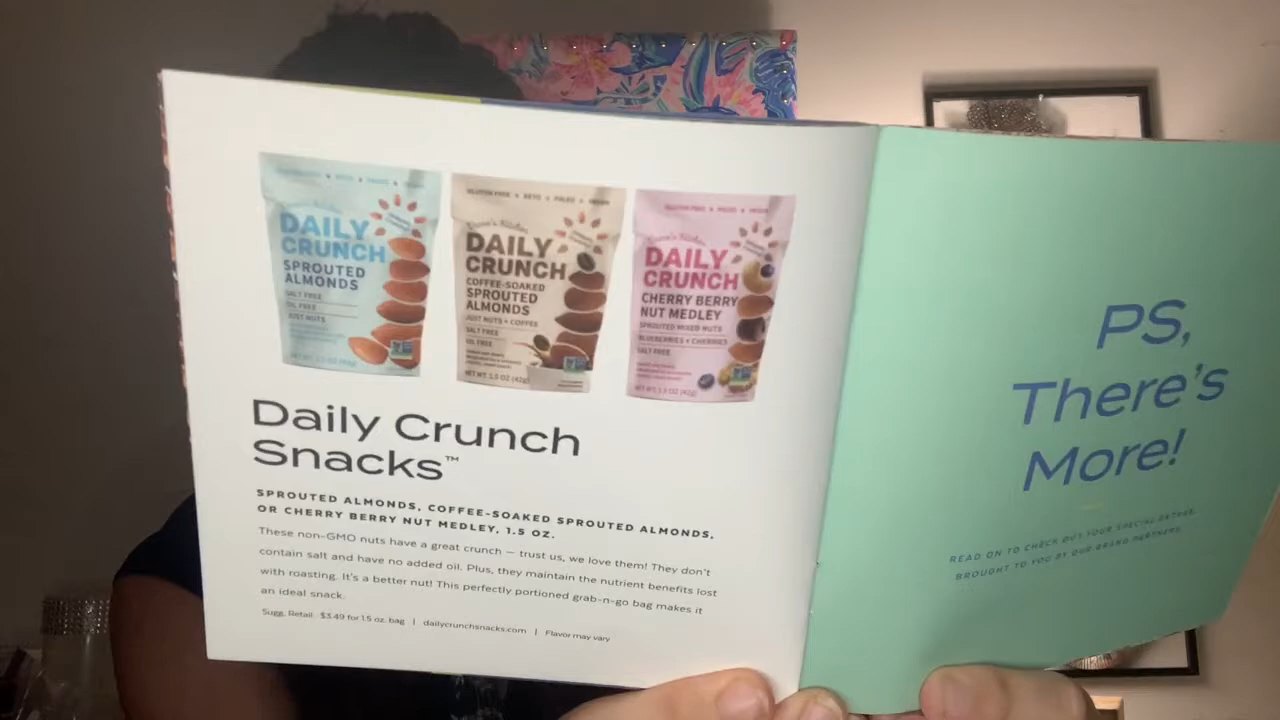 DAILY
CRUNCH
SPROUTED
ALMONDS
SALT FREE
OIL FREE
JUST NUTS
GLUTEN FREE KETO PALEO VEGAN
DAILY
CRUNCH
COFFEE-SOAKED
SPROUTED
ALMONDS
JUST NUTS + COFFEE
SALT FREE
OIL FREE
NET WT. 1.5 OZ (42g)
DAILY
CRUNCH
CHERRY BERRY
NUT MEDLEY
SPROUTED MIXED NUTS
BLUEBERRIES + CHERRIES
SALT FREE
NET WT. 1.5 OZ (42g)
Daily Crunch
Snacks™
SPROUTED ALMONDS, COFFEE-SOAKED SPROUTED ALMONDS,
OR CHERRY BERRY NUT MEDLEY, 1.5 OZ.
These non-GMO nuts have a great crunch — trust us, we love them! They don't
contain salt and have no added oil. Plus, they maintain the nutrient benefits lost
with roasting. It's a better nut! This perfectly portioned grab-n-go bag makes it
an ideal snack.
Sugg. Retail $3.49 for 1.5 oz. bag | dailycrunchsnacks.com | Flavor may vary
PS,
There's
More!
READ ON TO CHECK OUT YOUR SPECIAL EXTRAS
BROUGHT TO YOU BY OUR BRAND PARTNERS.